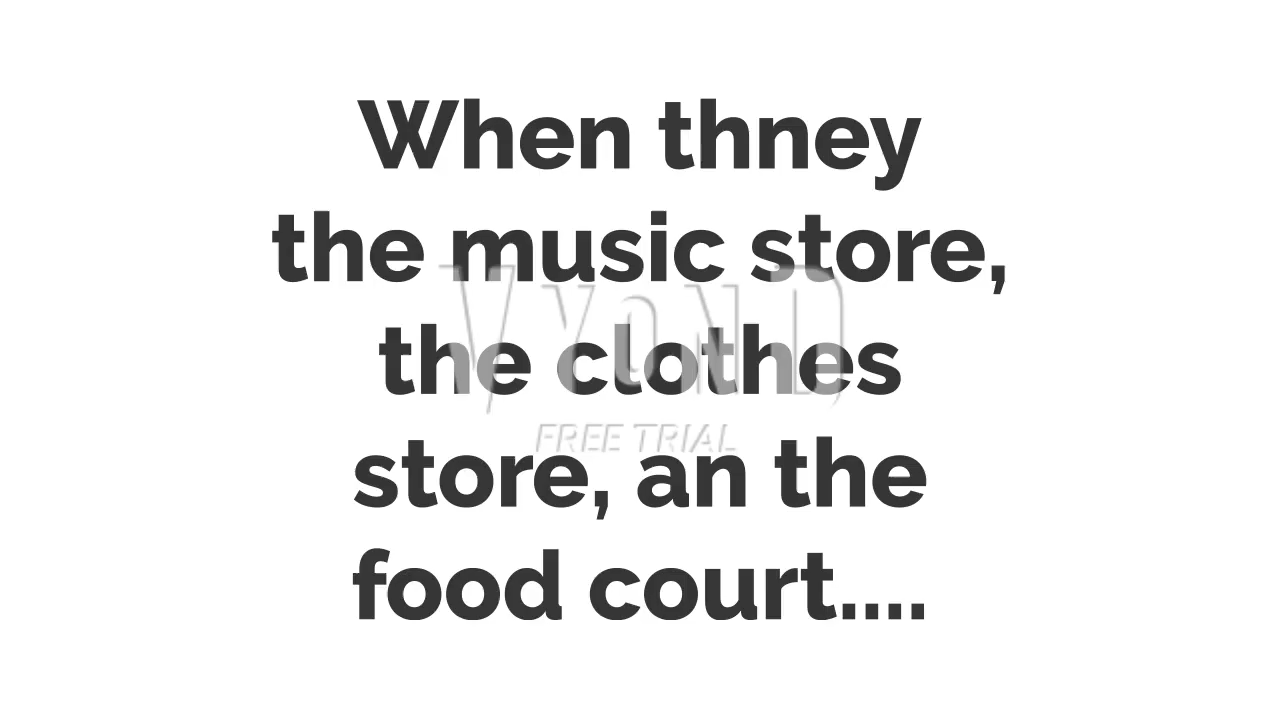 When thney
the music store,
the clothes
store, an the
food court....
VYOND
FREE TRIAL